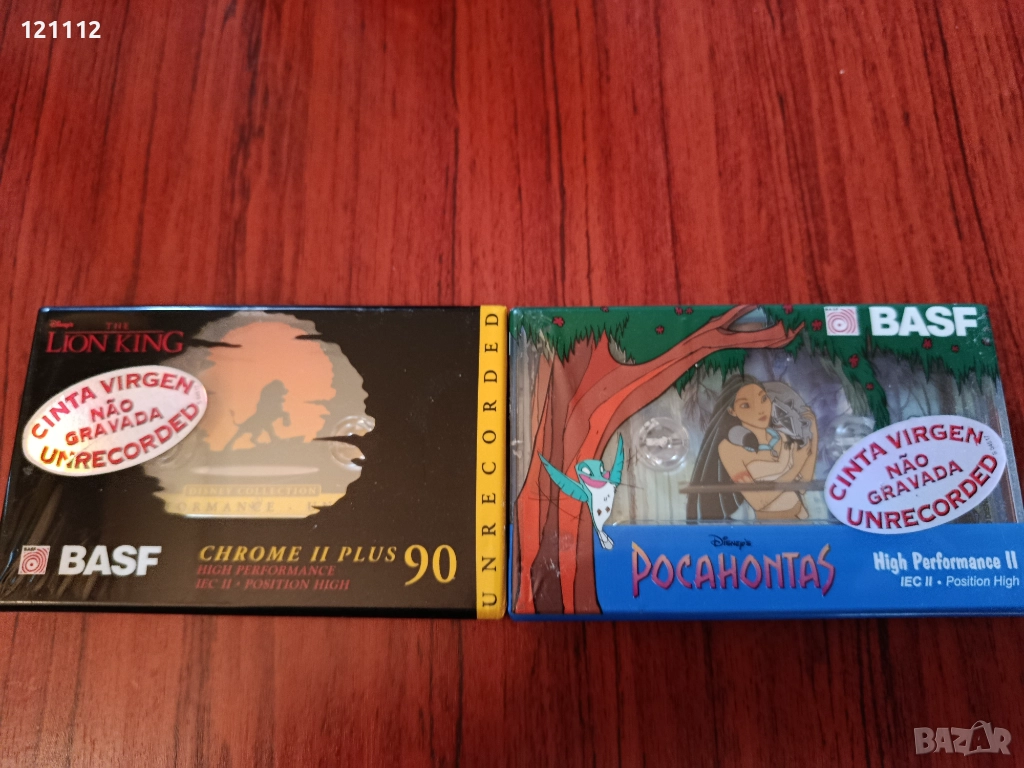 121112
Disney's
THE
LION KING
CINTA VIRGEN
NÃO
GRAVADA
UNRECORDED
DISNEY COLLECTION
BASF
CHROME II PLUS 90
HIGH PERFORMANCE
IEC II · POSITION HIGH
UNRECORDED
BASF
CINTA VIRGEN
NÃO
GRAVADA
UNRECORDED
Disney's
POCAHONTAS
High Performance II
IEC II · Position High
BAZAR